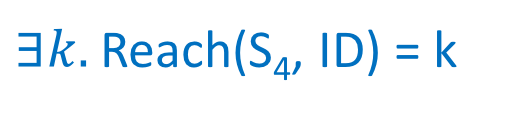 ∃k. Reach(S₄, ID) = k